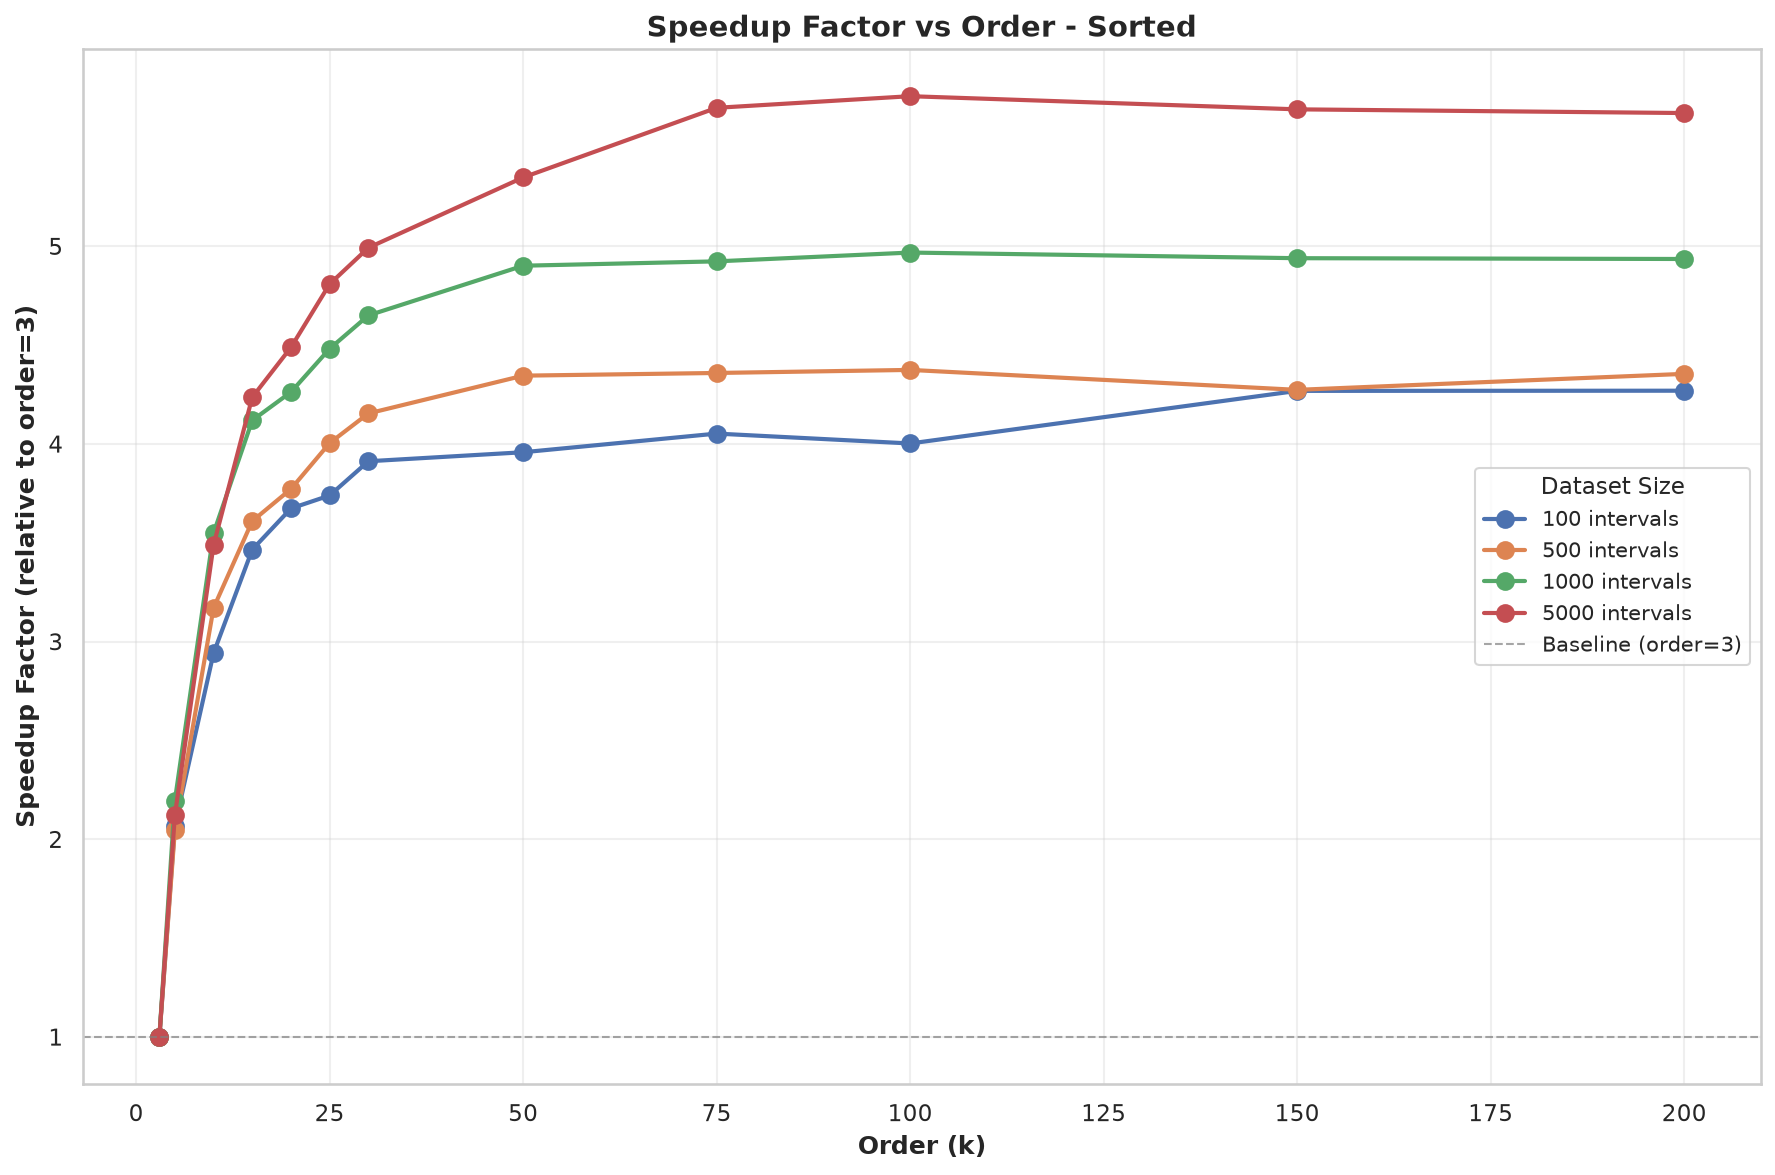 Speedup Factor vs Order - Sorted
Speedup Factor (relative to order=3)
5
4
3
2
1
Dataset Size
100 intervals
500 intervals
1000 intervals
5000 intervals
Baseline (order=3)
0 25 50 75 100 125 150 175 200
Order (k)